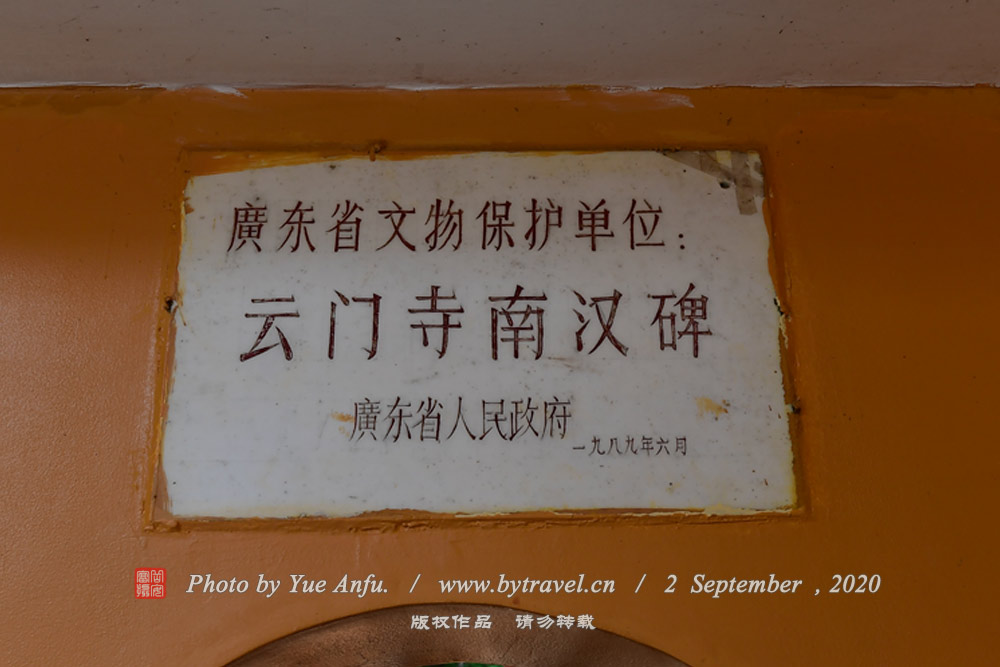 廣东省文物保护单位：
云门寺南汉碑
廣东省人民政府
一九八九年六月
Photo by Yue Anfu. / www.bytravel.cn / 2 September , 2020
版权作品 请勿转载